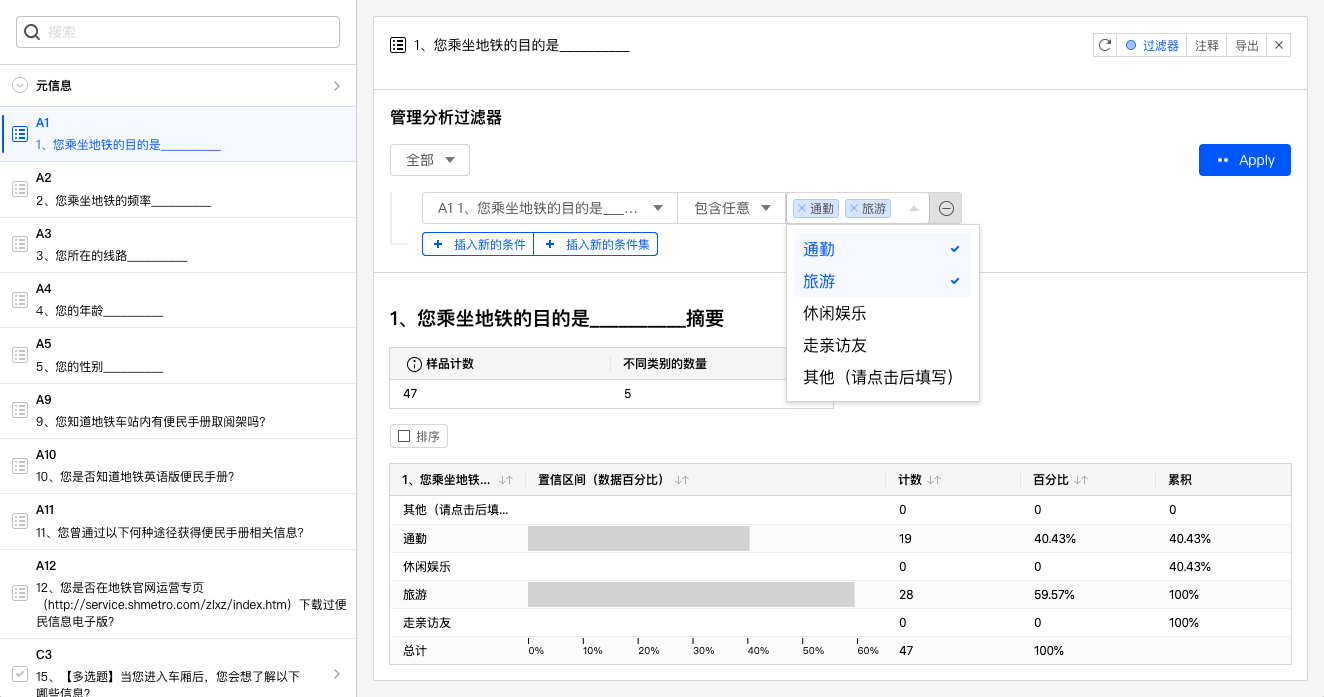 搜索
元信息
A1
1、您乘坐地铁的目的是__________
A2
2、您乘坐地铁的频率__________
A3
3、您所在的线路__________
A4
4、您的年龄__________
A5
5、您的性别__________
A9
9、您知道地铁车站内有便民手册取阅架吗?
A10
10、您是否知道地铁英语版便民手册?
A11
11、您曾通过以下何种途径获得便民手册相关信息?
A12
12、您是否在地铁官网运营专页
（http://service.shmetro.com/zlxz/index.htm）下载过便
民信息电子版?
C3
15、【多选题】当您进入车厢后，您会想了解以下
哪些信息?
1、您乘坐地铁的目的是__________
过滤器 注释 导出
管理分析过滤器
全部
Apply
A1 1、您乘坐地铁的目的是___... 包含任意 通勤 旅游
插入新的条件 插入新的条件集
通勤
旅游
休闲娱乐
走亲访友
其他（请点击后填写）
1、您乘坐地铁的目的是__________摘要
样品计数 不同类别的数量
47 5
排序
1、您乘坐地铁... 置信区间（数据百分比） 计数 百分比 累积
其他（请点击后填... 0 0 0
通勤 19 40.43% 40.43%
休闲娱乐 0 0 40.43%
旅游 28 59.57% 100%
走亲访友 0 0 100%
总计 0% 10% 20% 30% 40% 50% 60% 47 100%